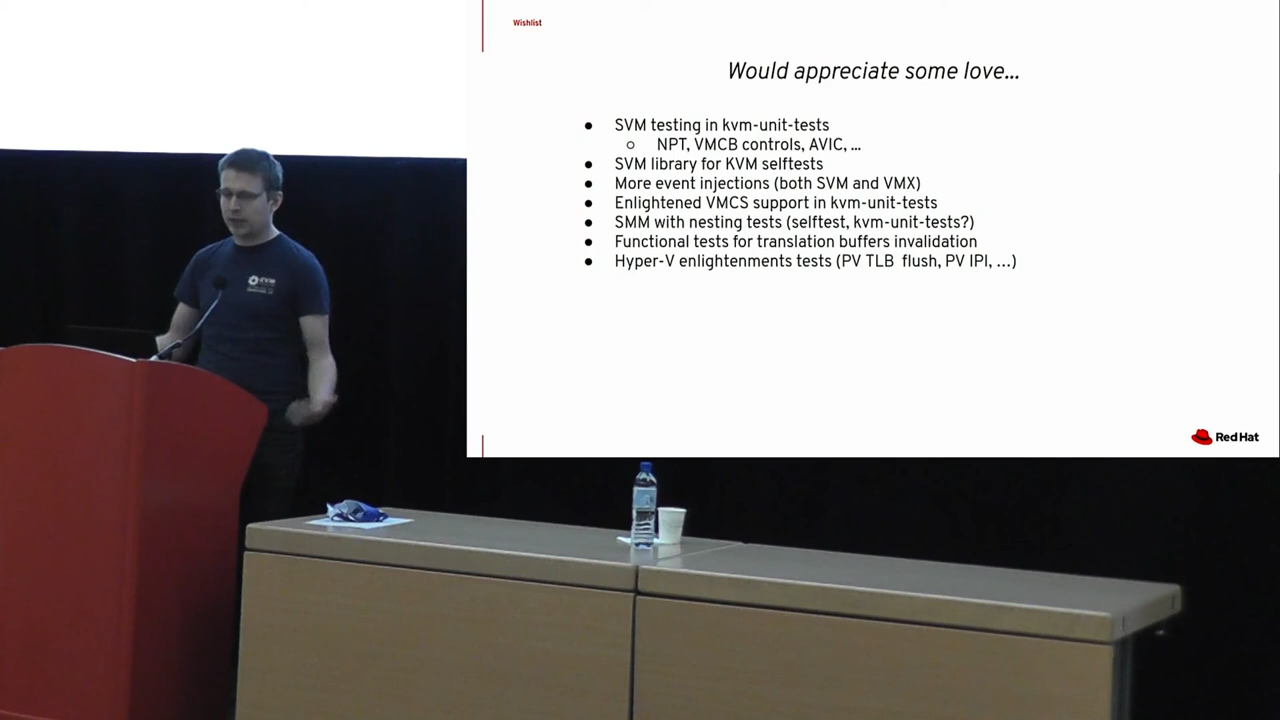 Wishlist
Would appreciate some love...
● SVM testing in kvm-unit-tests
○ NPT, VMCB controls, AVIC, ...
● SVM library for KVM selftests
● More event injections (both SVM and VMX)
● Enlightened VMCS support in kvm-unit-tests
● SMM with nesting tests (selftest, kvm-unit-tests?)
● Functional tests for translation buffers invalidation
● Hyper-V enlightenments tests (PV TLB flush, PV IPI, ...)
Red Hat